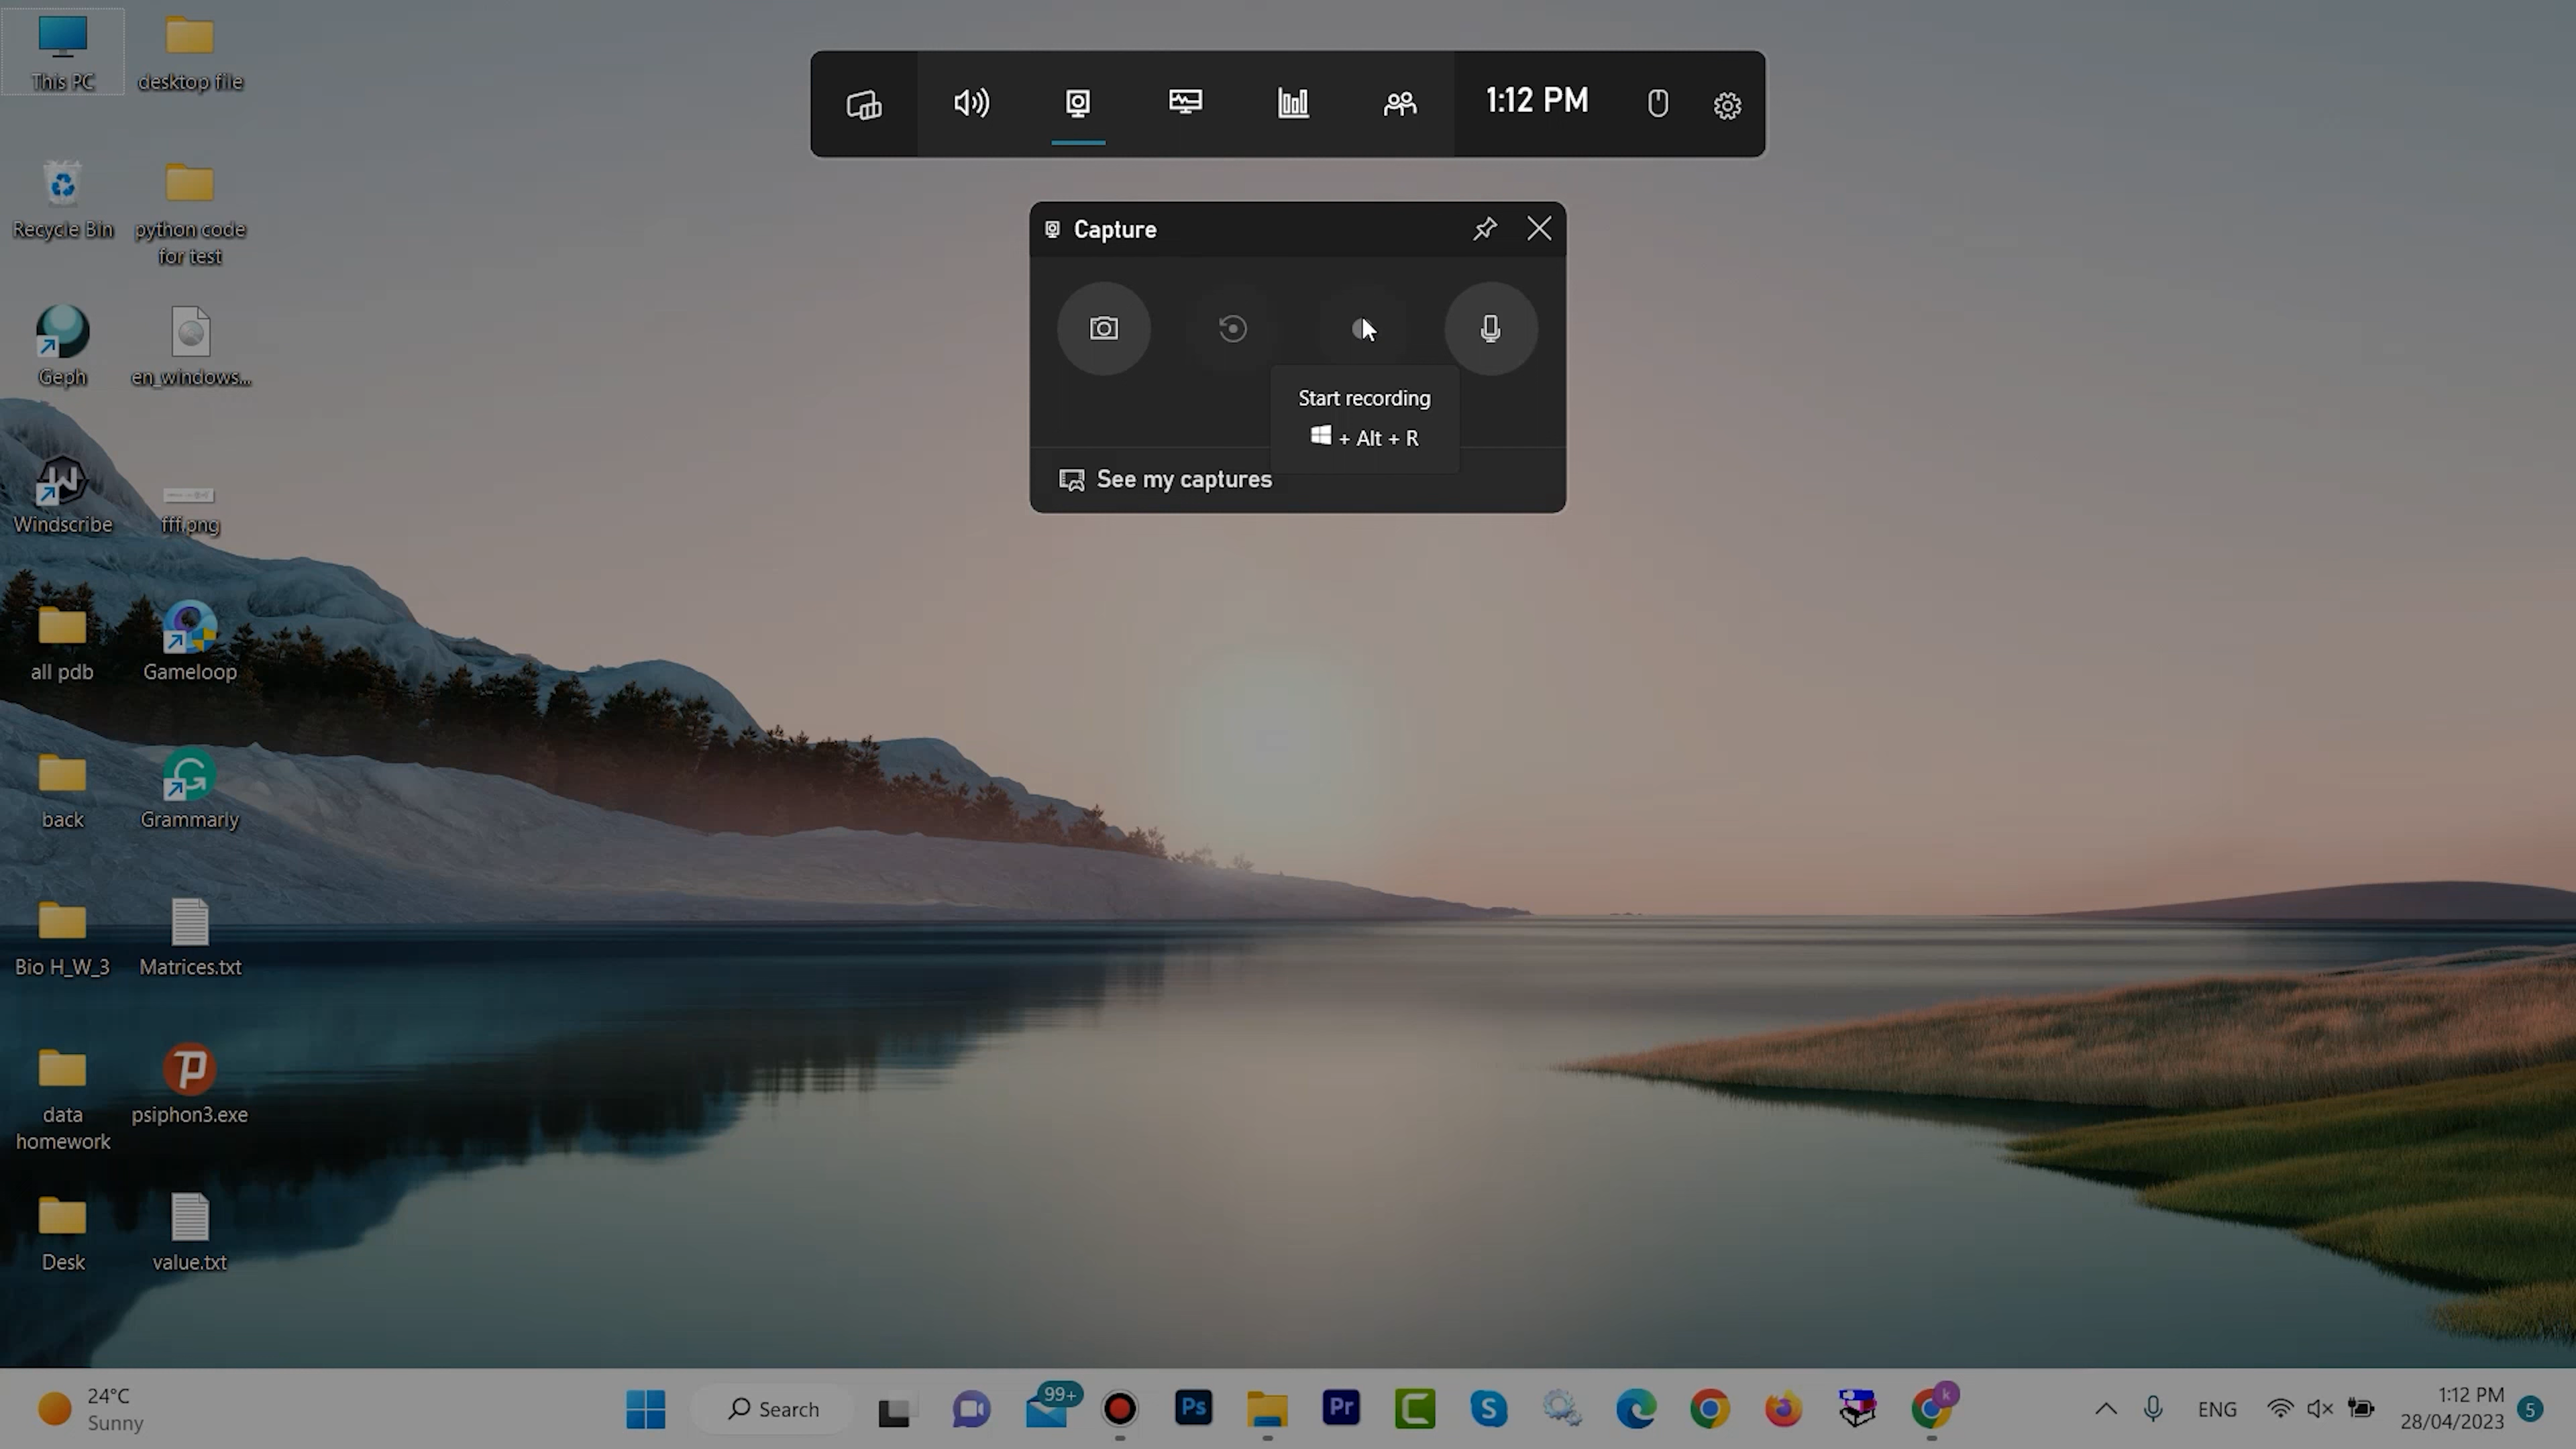 This PC
desktop file
Recycle Bin
python code
for test
Geph
en_windows...
Windscribe
fff.png
all pdb
Gameloop
back
Grammarly
Bio H_W_3
Matrices.txt
data
homework
psiphon3.exe
Desk
value.txt
1:12 PM
Capture
Start recording
+ Alt + R
See my captures
24°C
Sunny
Search
99+
Ps
Pr
S
k
ENG
1:12 PM
28/04/2023
5